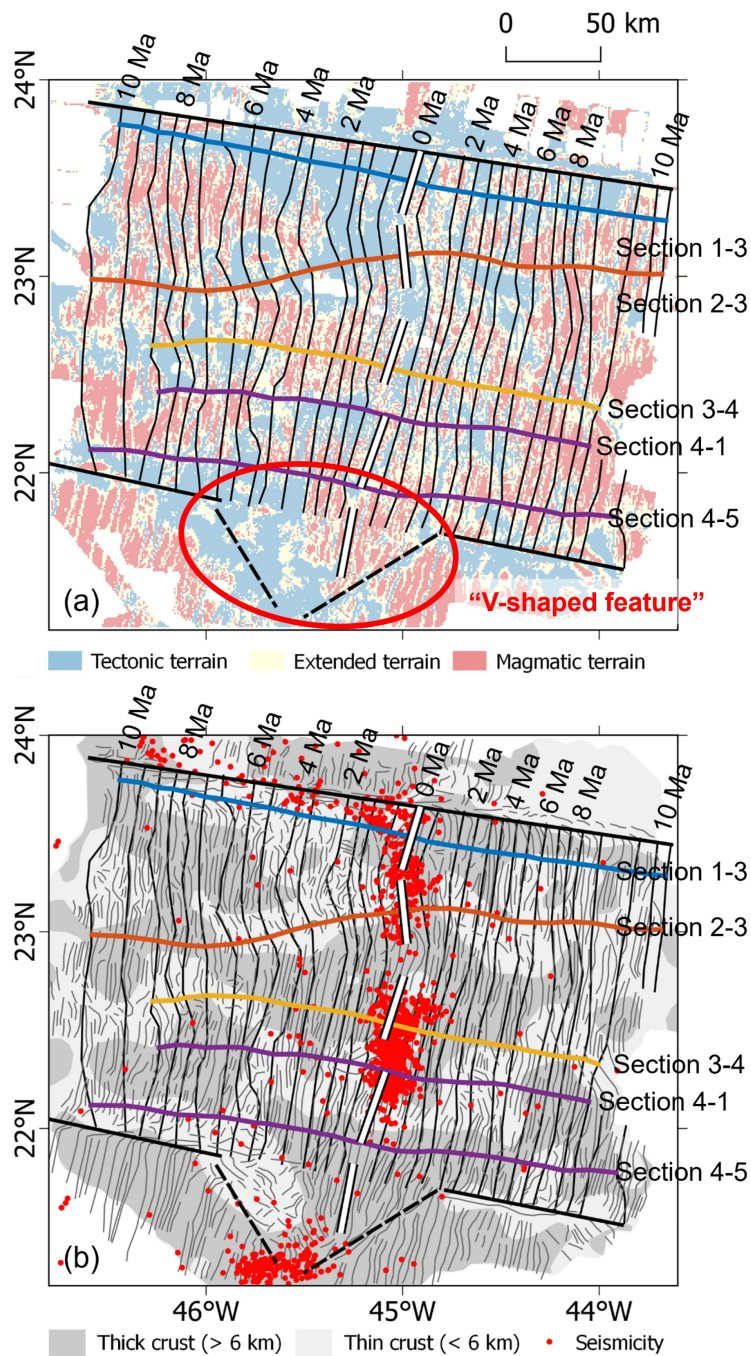 0 50 km
24°N
10 Ma 8 Ma 6 Ma 4 Ma 2 Ma 0 Ma 2 Ma 4 Ma 6 Ma 8 Ma 10 Ma
Section 1-3
23°N
Section 2-3
Section 3-4
Section 4-1
22°N
Section 4-5
(a)
“V-shaped feature”
Tectonic terrain Extended terrain Magmatic terrain
24°N
10 Ma 8 Ma 6 Ma 4 Ma 2 Ma 0 Ma 2 Ma 4 Ma 6 Ma 8 Ma 10 Ma
Section 1-3
23°N
Section 2-3
Section 3-4
Section 4-1
22°N
Section 4-5
(b)
46°W 45°W 44°W
Thick crust (> 6 km) Thin crust (< 6 km) Seismicity